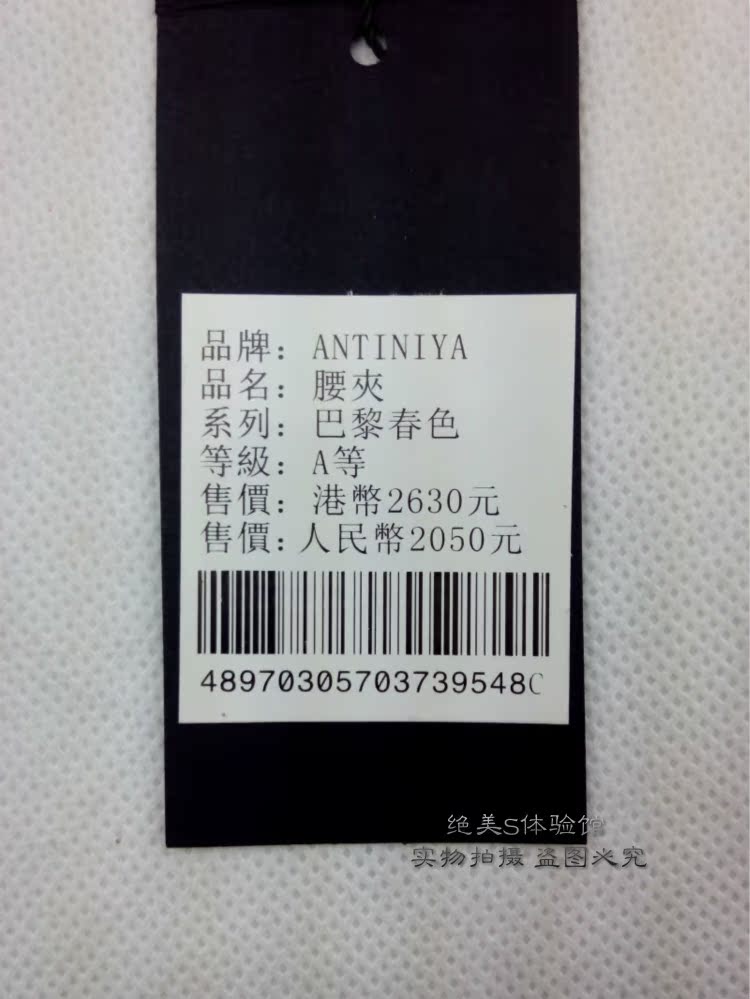 品牌： ANTINIYA
品名： 腰夾
系列： 巴黎春色
等級： A等
售價： 港幣2630元
售價：人民幣2050元
48970305703739548C
绝美S体验馆
实物拍摄 盗图必究